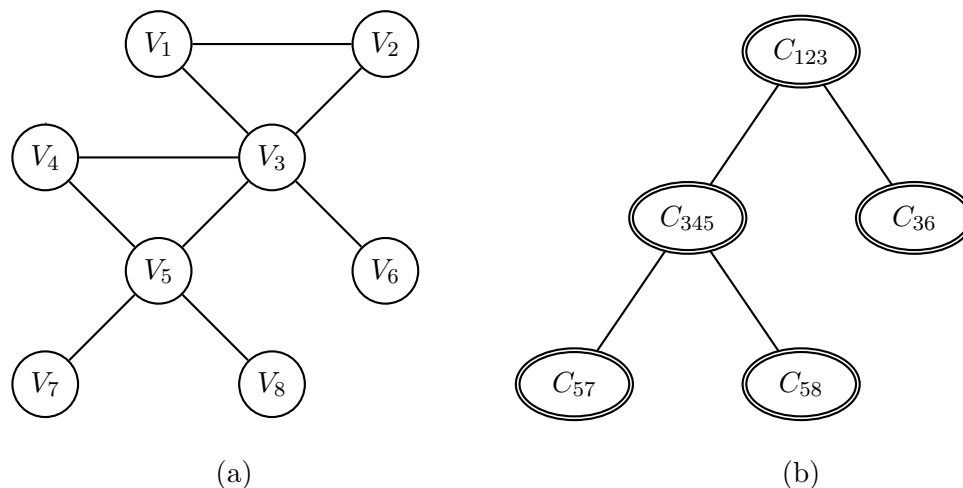 V₁ V₂ C₁₂₃
V₄ V₃
C₃₄₅ C₃₆
V₅ V₆
V₇ V₈ C₅₇ C₅₈
(a) (b)